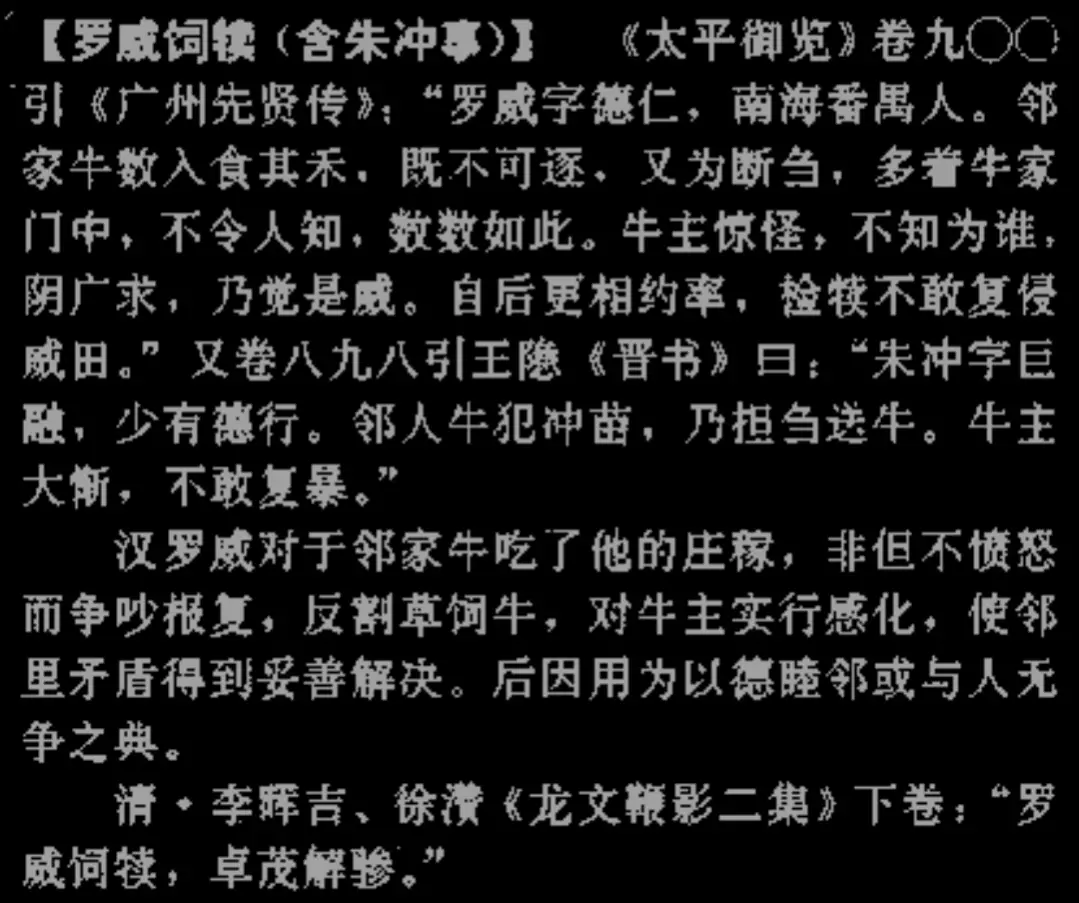 【罗威饲犊(含朱冲事)】 《太平御览》卷九〇〇
引《广州先贤传》:“罗威字德仁,南海番禺人。邻
家牛数入食其禾,既不可逐、又为断刍,多着牛家
门中,不令人知,数数如此。牛主惊怪,不知为谁,
阴广求,乃觉是威。自后更相约率,检犊不敢复侵
威田。”又卷八九八引王隐《晋书》曰:“朱冲字巨
融,少有德行。邻人牛犯冲苗,乃担刍送牛。牛主
大惭,不敢复暴。”
汉罗威对于邻家牛吃了他的庄稼,非但不愤怒
而争吵报复,反割草饲牛,对牛主实行感化,使邻
里矛盾得到妥善解决。后因用为以德睦邻或与人无
争之典。
清·李晖吉、徐瓒《龙文鞭影二集》下卷:“罗
威饲犊,卓茂解骖。”